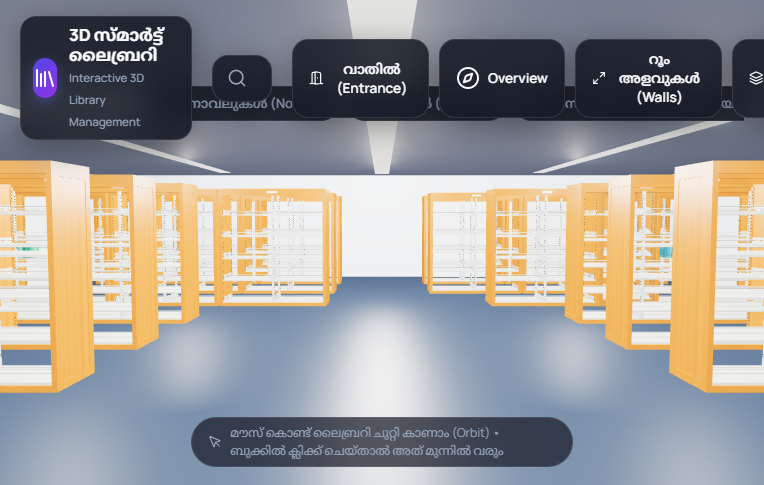 3D സ്മാർട്ട്
ലൈബ്രറി
Interactive 3D
Library
Management
വാതിൽ
(Entrance)
Overview
റൂം
അളവുകൾ
(Walls)
മൗസ് കൊണ്ട് ലൈബ്രറി ചുറ്റി കാണാം (Orbit) •
ബുക്കിൽ ക്ലിക്ക് ചെയ്താൽ അത് മുന്നിൽ വരും